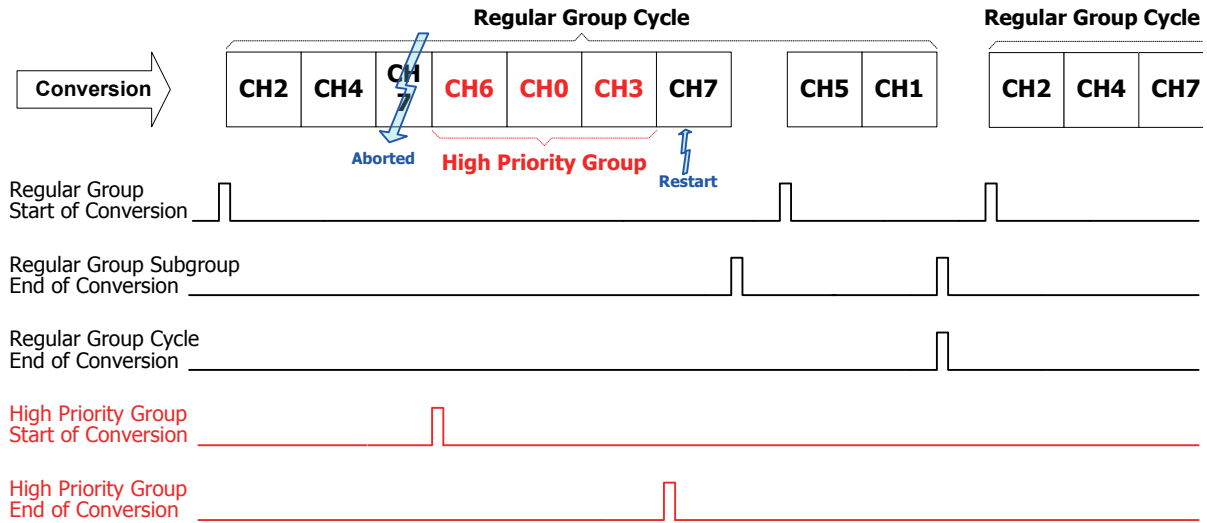 Regular Group Cycle
Regular Group Cycle
Conversion
CH2 CH4 CH 7 CH6 CH0 CH3 CH7 CH5 CH1 CH2 CH4 CH7
Aborted
High Priority Group
Restart
Regular Group
Start of Conversion
Regular Group Subgroup
End of Conversion
Regular Group Cycle
End of Conversion
High Priority Group
Start of Conversion
High Priority Group
End of Conversion